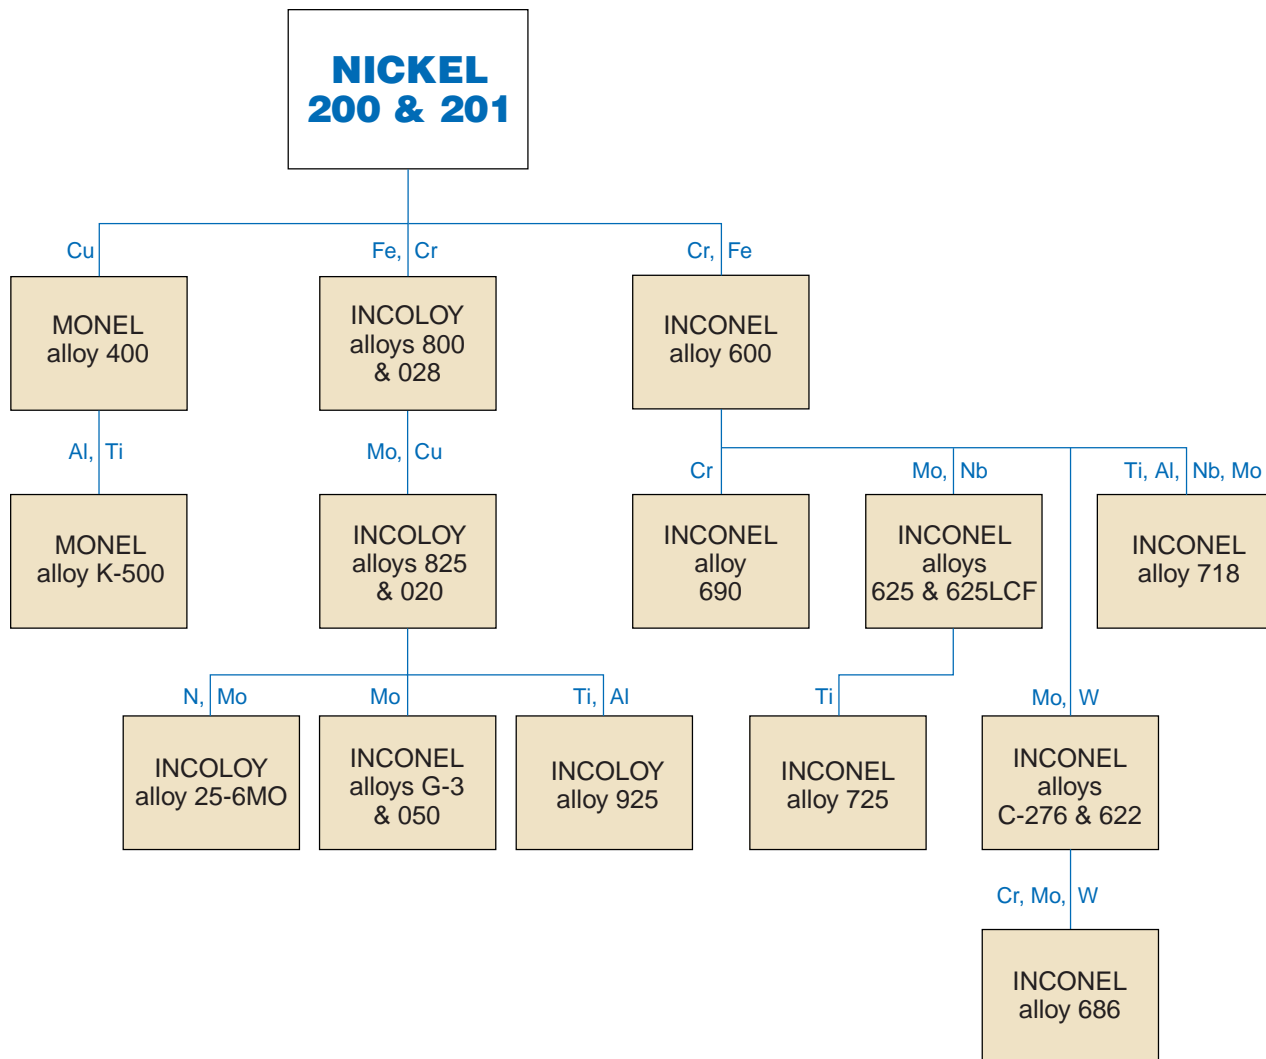 NICKEL
200 & 201
Cu
Fe, Cr
Cr, Fe
MONEL
alloy 400
INCOLOY
alloys 800
& 028
INCONEL
alloy 600
Al, Ti
Mo, Cu
Cr
Mo, Nb
Ti, Al, Nb, Mo
MONEL
alloy K-500
INCOLOY
alloys 825
& 020
INCONEL
alloy
690
INCONEL
alloys
625 & 625LCF
INCONEL
alloy 718
N, Mo
Mo
Ti, Al
Ti
Mo, W
INCOLOY
alloy 25-6MO
INCONEL
alloys G-3
& 050
INCOLOY
alloy 925
INCONEL
alloy 725
INCONEL
alloys
C-276 & 622
Cr, Mo, W
INCONEL
alloy 686